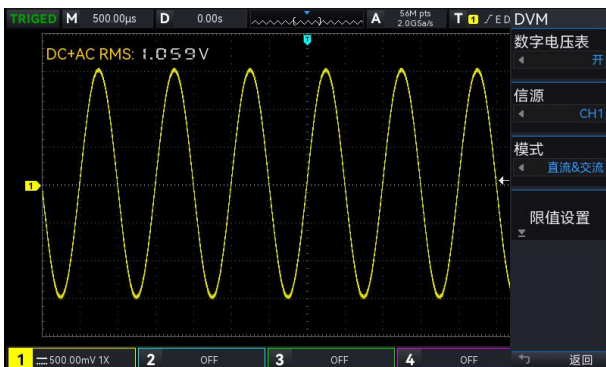 TRIGED M 500.00μs D 0.00s A 56M pts 2.0GSa/s T 1 E D DVM
DC+AC RMS: 1.059V
数字电压表
开
信源
CH1
模式
直流&交流
限值设置
T
1
1 500.00mV 1X 2 OFF 3 OFF 4 OFF 返回